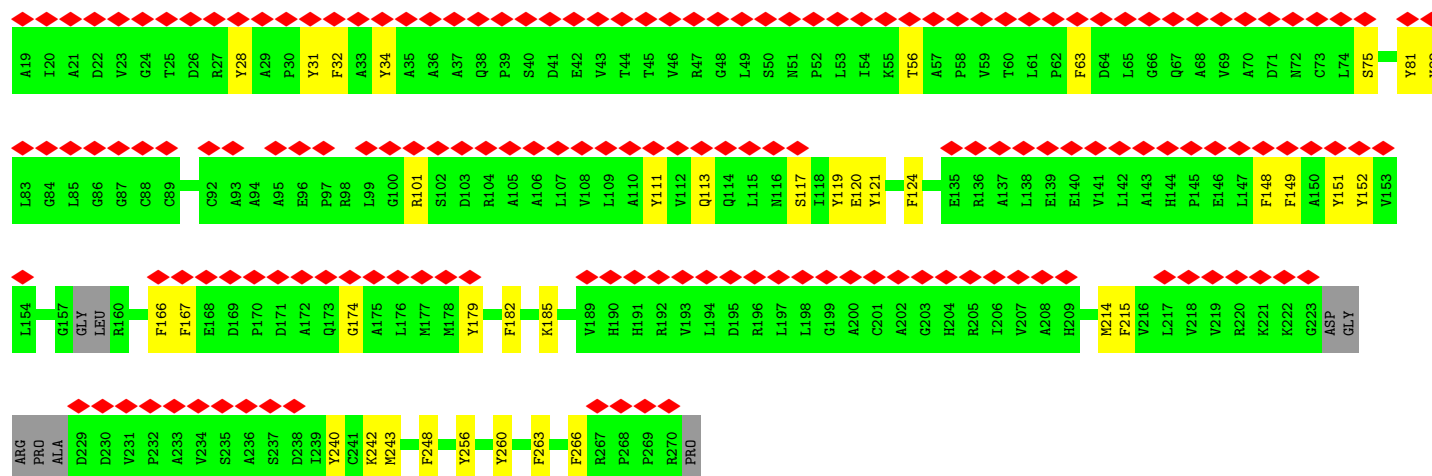 A19 I20 A21 D22 V23 G24 T25 D26 R27 Y28 A29 P30 Y31 F32 A33 Y34 A35 A36 A37 Q38 P39 S40 D41 E42 V43 T44 T45 V46 R47 G48 L49 S50 N51 P52 L53 I54 K55 T56 A57 P58 V59 T60 L61 P62 F63 D64 L65 G66 Q67 A68 V69 A70 D71 N72 C73 L74 S75 Y81
L83 G84 L85 G86 G87 C88 C89 C92 A93 A94 A95 E96 P97 R98 L99 G100 R101 S102 D103 R104 A105 A106 L107 V108 L109 A110 Y111 V112 Q113 Q114 L115 N116 S117 I118 Y119 E120 Y121 F124 E135 R136 A137 L138 E139 E140 V141 L142 A143 H144 P145 E146 L147 F148 F149 A150 Y151 Y152 V153
L154 G157 GLY LEU R160 F166 F167 E168 D169 P170 D171 A172 Q173 G174 A175 L176 M177 M178 Y179 F182 K185 V189 H190 H191 R192 V193 L194 D195 R196 L197 L198 G199 A200 C201 A202 G203 H204 R205 I206 V207 A208 H209 M214 F215 V216 L217 V218 V219 R220 K221 K222 G223 ASP GLY
ARG PRO ALA D229 D230 V231 P232 A233 V234 S235 A236 S237 D238 I239 Y240 C241 K242 M243 F248 Y256 Y260 F263 F266 R267 P268 P269 R270 PRO